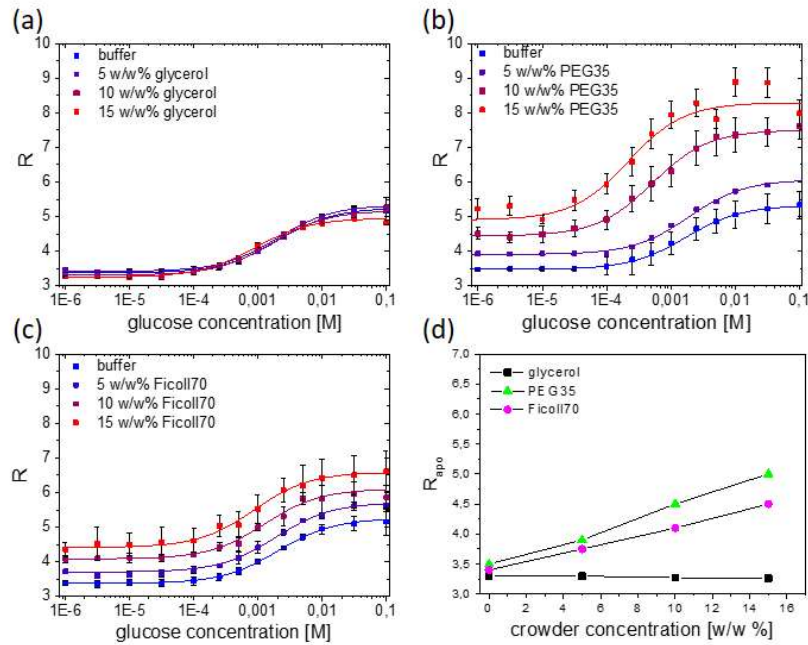 (a)
buffer
5 w/w% glycerol
10 w/w% glycerol
15 w/w% glycerol
10
9
8
7
6
5
4
3
R
1E-6 1E-5 1E-4 0,001 0,01 0,1
glucose concentration [M]
(b)
buffer
5 w/w% PEG35
10 w/w% PEG35
15 w/w% PEG35
10
9
8
7
6
5
4
3
R
1E-6 1E-5 1E-4 0,001 0,01 0,1
glucose concentration [M]
(c)
buffer
5 w/w% Ficoll70
10 w/w% Ficoll70
15 w/w% Ficoll70
10
9
8
7
6
5
4
3
R
1E-6 1E-5 1E-4 0,001 0,01 0,1
glucose concentration [M]
(d)
glycerol
PEG35
Ficoll70
7,0
6,5
6,0
5,5
5,0
4,5
4,0
3,5
3,0
Rapo
0 2 4 6 8 10 12 14 16
crowder concentration [w/w %]